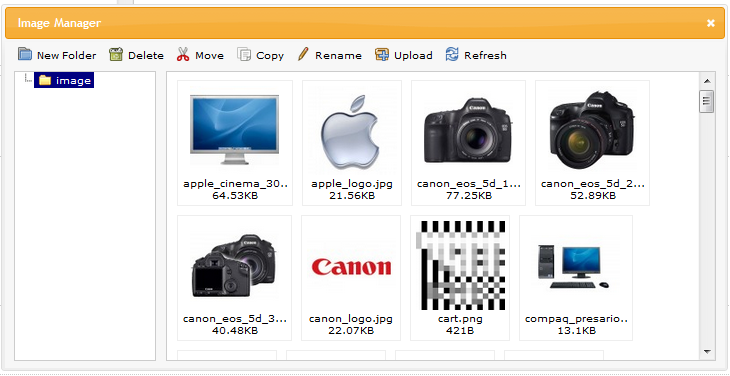 Image Manager
New Folder Delete Move Copy Rename Upload Refresh
image
apple_cinema_30.. apple_logo.jpg canon_eos_5d_1... canon_eos_5d_2...
64.53KB 21.56KB 77.25KB 52.89KB
Canon
canon_eos_5d_3... canon_logo.jpg cart.png compaq_presario..
40.48KB 22.07KB 421B 13.1KB